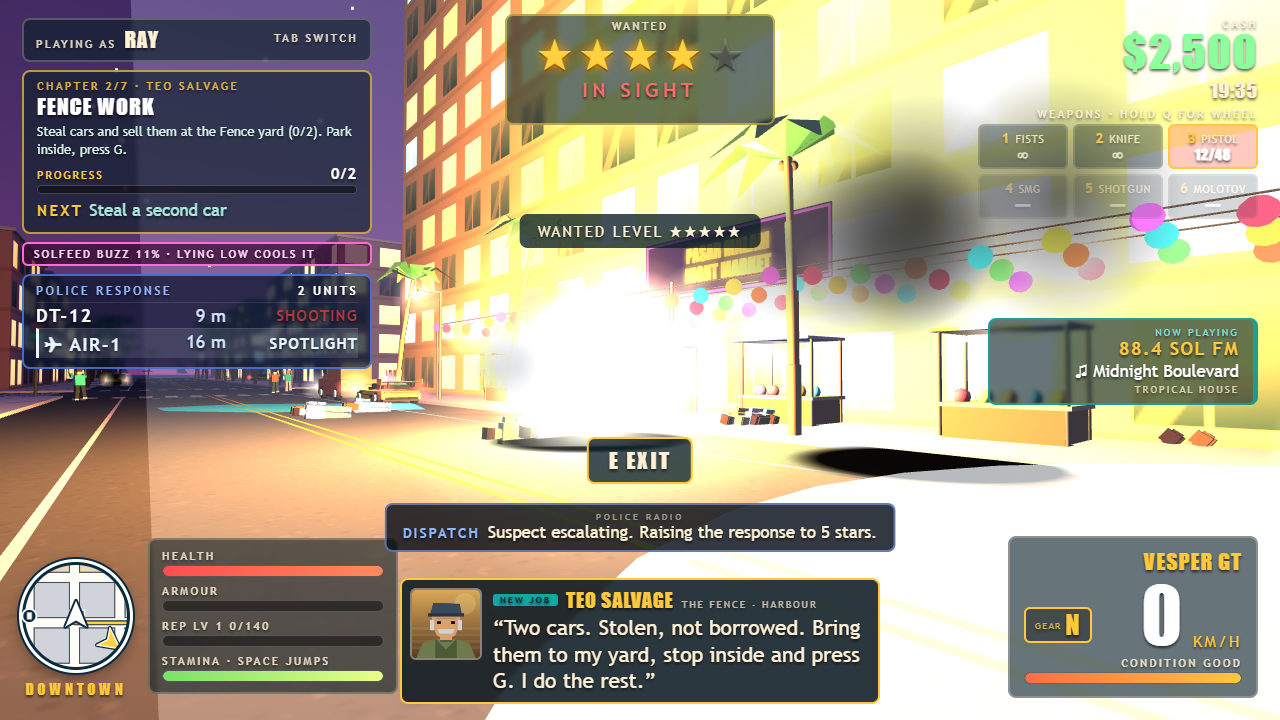 PLAYING AS RAY TAB SWITCH
CHAPTER 2/7 · TEO SALVAGE
FENCE WORK
Steal cars and sell them at the Fence yard (0/2). Park
inside, press G.
PROGRESS 0/2
NEXT Steal a second car
SOLFEED BUZZ 11% · LYING LOW COOLS IT
POLICE RESPONSE 2 UNITS
DT-12 9 m SHOOTING
AIR-1 16 m SPOTLIGHT
WANTED
IN SIGHT
WANTED LEVEL ★★★★★
CASH
$2,500
19:35
WEAPONS · HOLD Q FOR WHEEL
1 FISTS ∞
2 KNIFE ∞
3 PISTOL 12/48
4 SMG —
5 SHOTGUN —
6 MOLOTOV —
NIGHT MARKET
NOW PLAYING
88.4 SOL FM
♫ Midnight Boulevard
TROPICAL HOUSE
E EXIT
POLICE RADIO
DISPATCH Suspect escalating. Raising the response to 5 stars.
NEW JOB TEO SALVAGE THE FENCE · HARBOUR
“Two cars. Stolen, not borrowed. Bring
them to my yard, stop inside and press
G. I do the rest.”
HEALTH
ARMOUR
REP LV 1 0/140
STAMINA · SPACE JUMPS
DOWNTOWN
VESPER GT
GEAR N
0 KM/H
CONDITION GOOD